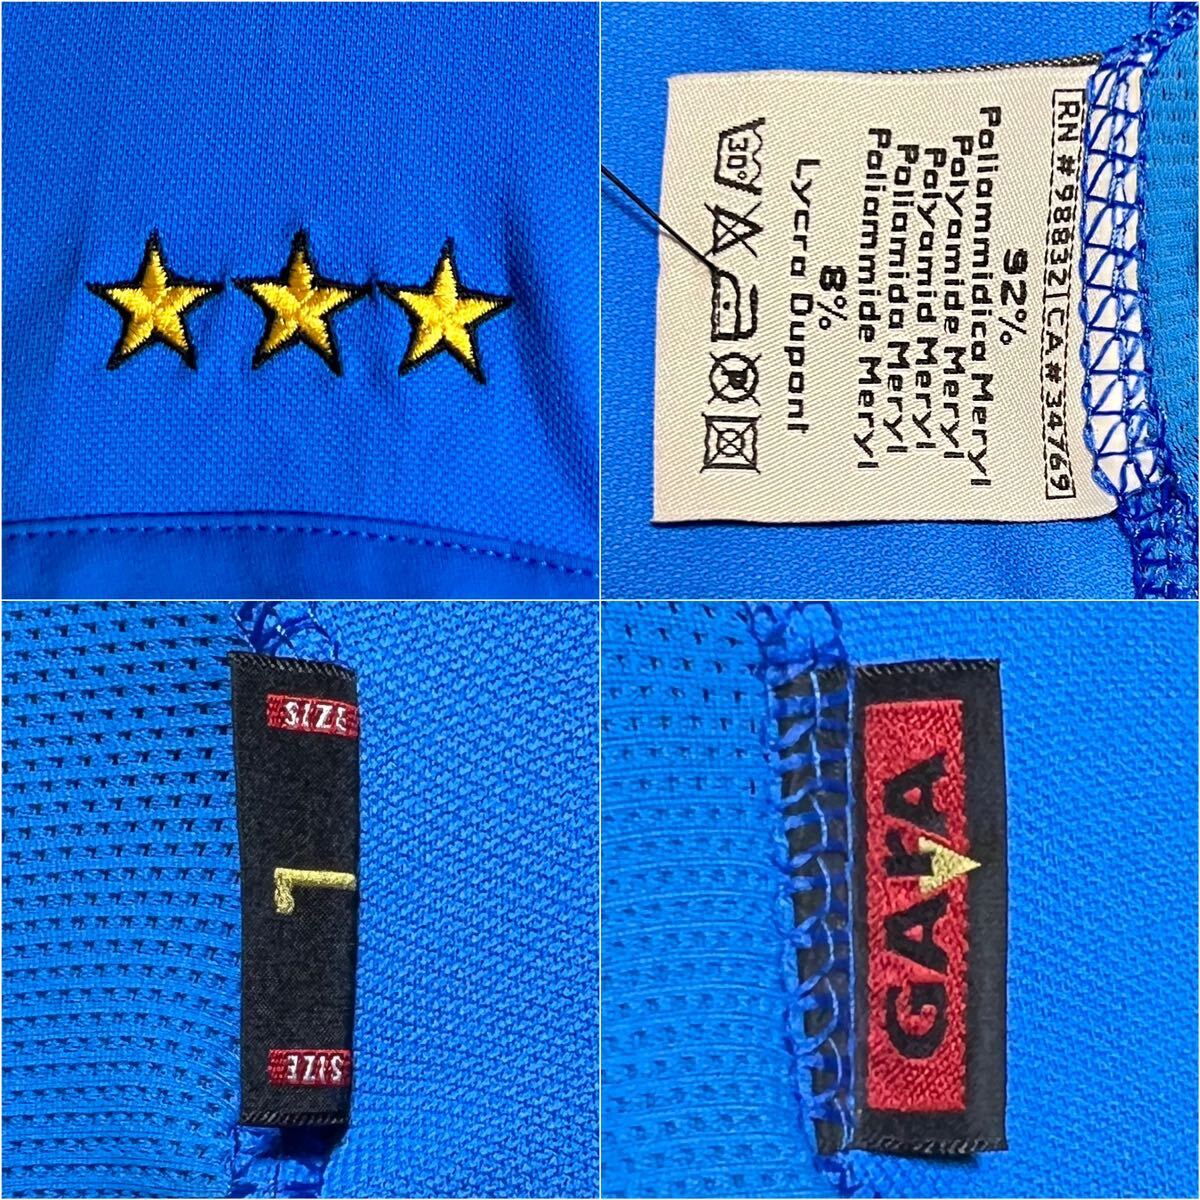 RN # 98832 CA # 34769
92%
Poliammidica Meryl
Polyamide Meryl
Polyamid Meryl
Poliamida Meryl
Poliammide Meryl
8%
Lycra Dupont
30°
SIZE
L
SIZE
GARA